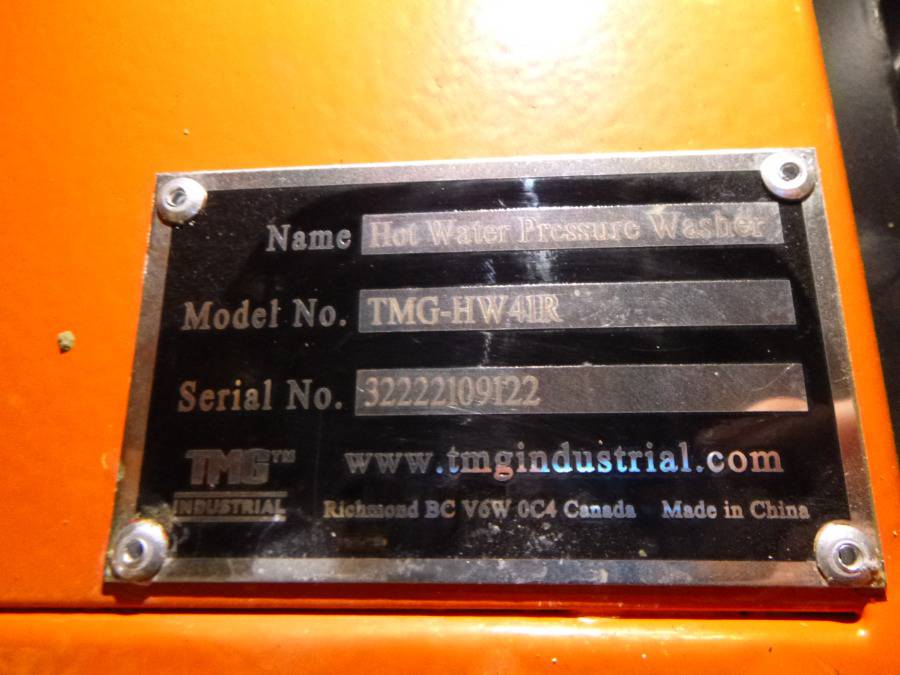 Name Hot Water Pressure Washer
Model No. TMG-HW41R
Serial No. 32222109122
TMG™ www.tmgindustrial.com
INDUSTRIAL Richmond BC V6W 0C4 Canada Made in China